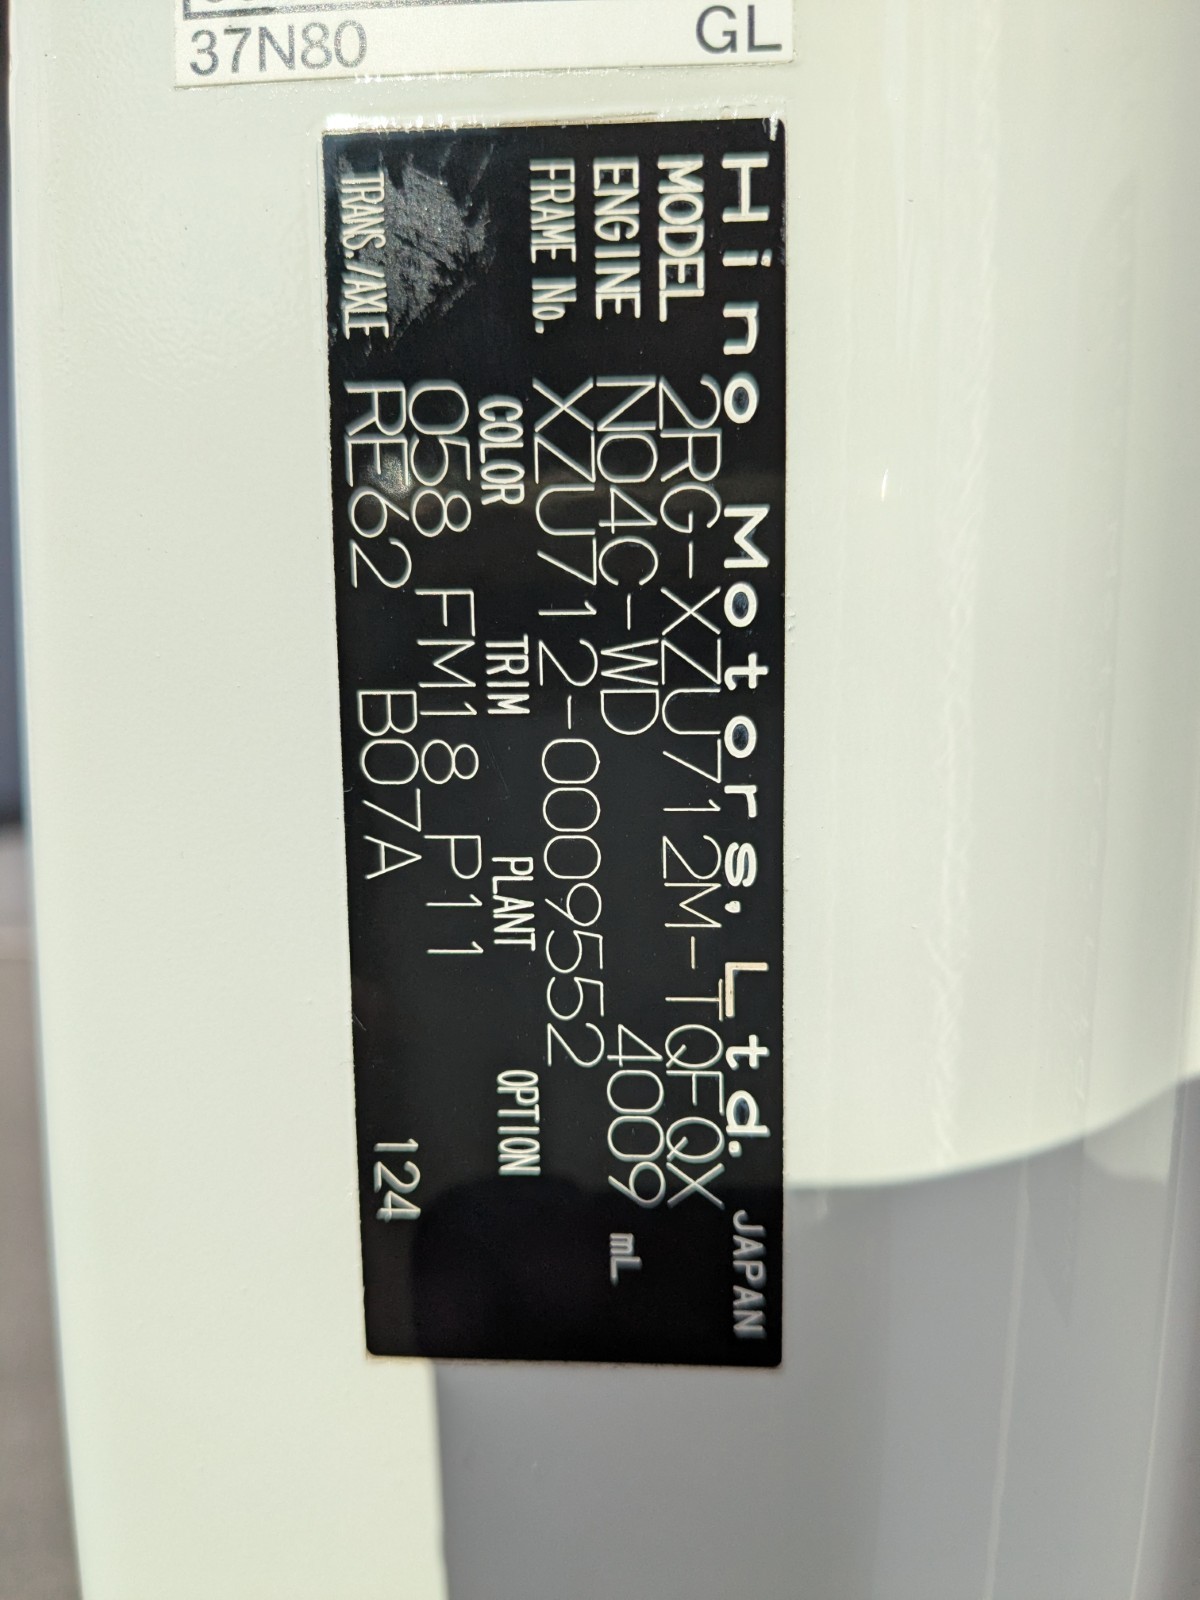 37N80 GL
Hino Motors. Ltd. JAPAN
MODEL 2RG-XZU712M-TQFQX
ENGINE N04C-WD 4009 mL
FRAME No. XZU712-0009552
COLOR TRIM PLANT OPTION
058 FM18 P11
TRANS./AXLE RE62 B07A 124